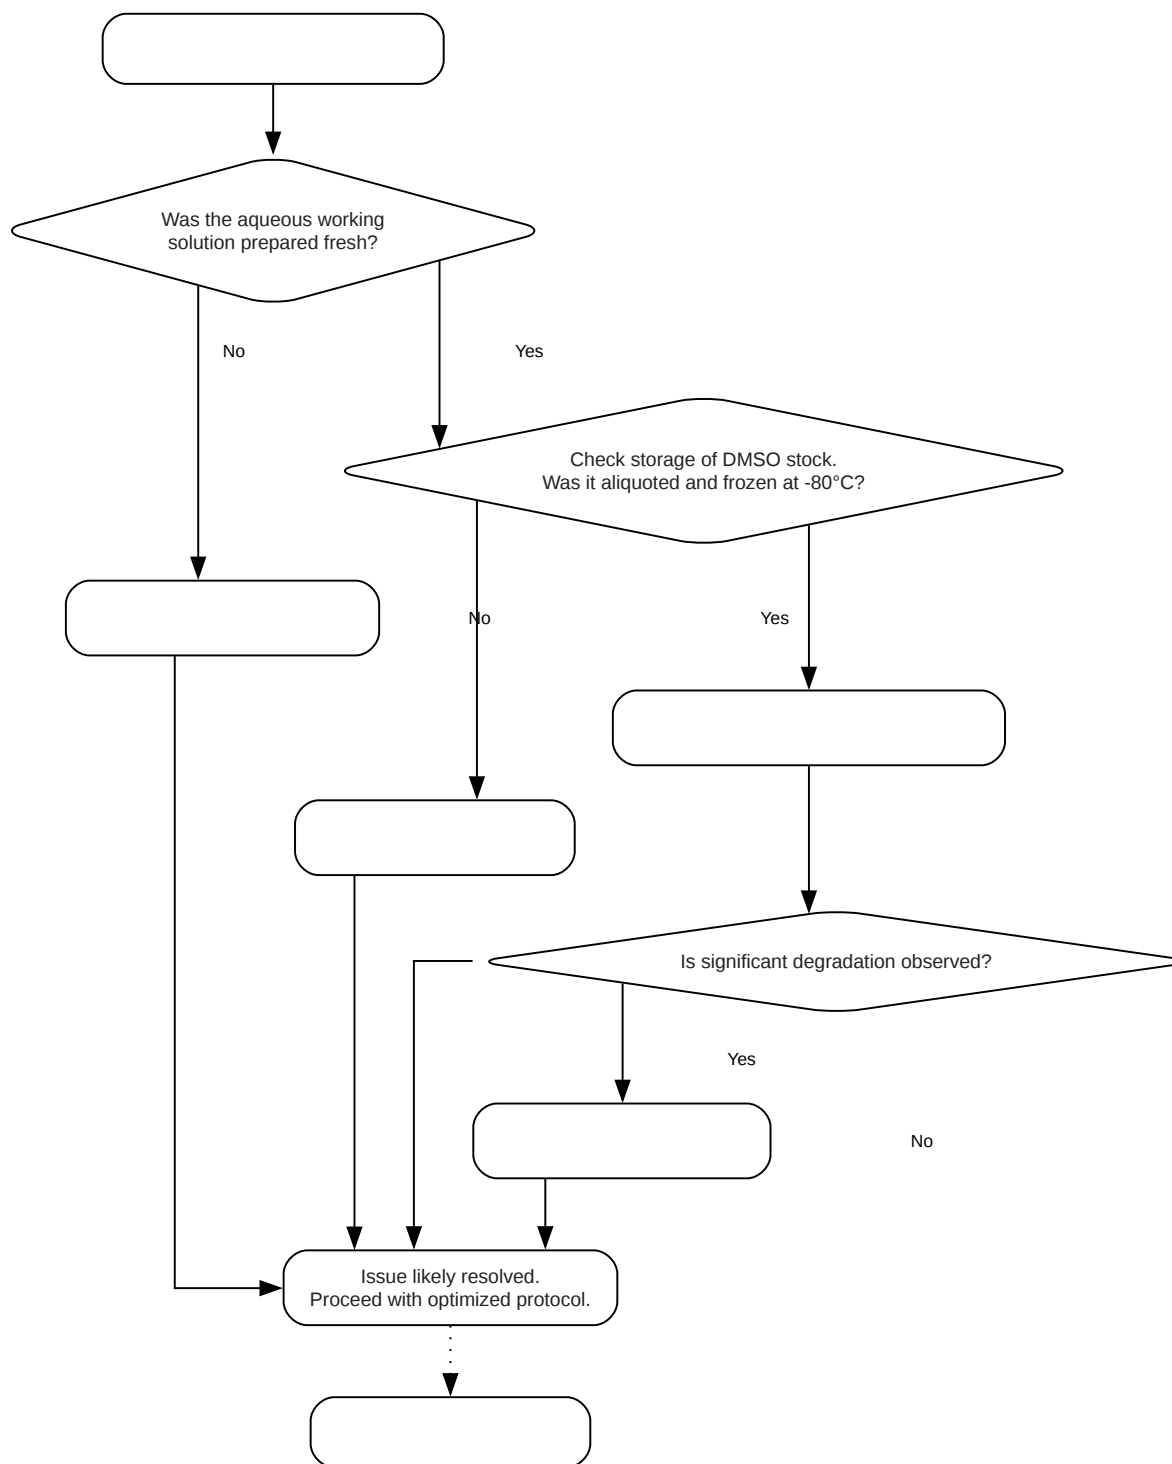 Was the aqueous working
solution prepared fresh?
No
Yes
Check storage of DMSO stock.
Was it aliquoted and frozen at -80°C?
No
Yes
Is significant degradation observed?
Yes
No
Issue likely resolved.
Proceed with optimized protocol.